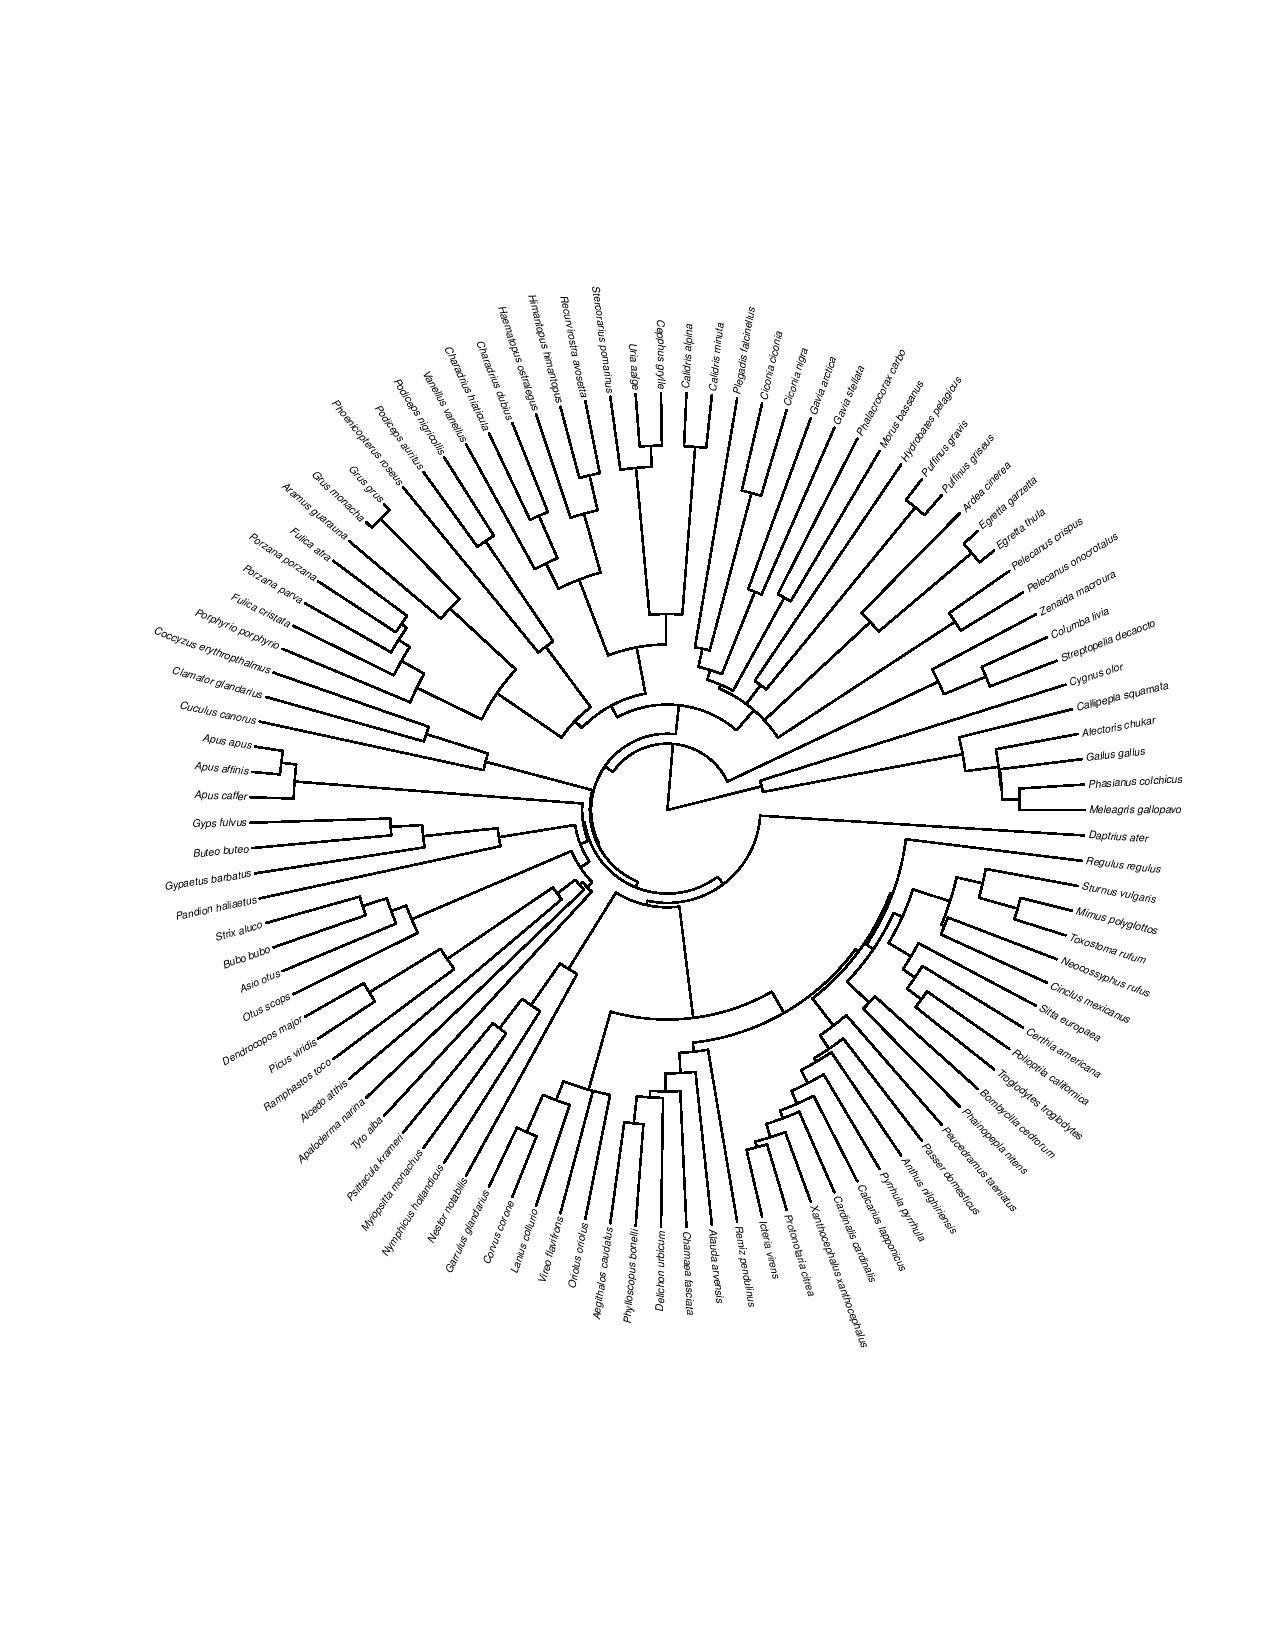 Stercorarius pomarinus
Uria aalge
Cepphus grylle
Calidris alpina
Calidris minuta
Plegadis falcinellus
Ciconia ciconia
Ciconia nigra
Gavia arctica
Gavia stellata
Phalacrocorax carbo
Morus bassanus
Hydrobates pelagicus
Puffinus gravis
Puffinus griseus
Ardea cinerea
Egretta garzetta
Egretta thula
Pelecanus crispus
Pelecanus onocrotalus
Zenaida macroura
Columba livia
Streptopelia decaocto
Cygnus olor
Callipepla squamata
Alectoris chukar
Gallus gallus
Phasianus colchicus
Meleagris gallopavo
Daptrius ater
Regulus regulus
Sturnus vulgaris
Mimus polyglottos
Toxostoma rufum
Neocossyphus rufus
Cinclus mexicanus
Sitta europaea
Certhia americana
Polioptila californica
Troglodytes troglodytes
Bombycilla cedrorum
Phainopepla nitens
Peucedramus taeniatus
Passer domesticus
Anthus nilghiriensis
Pyrrhula pyrrhula
Calcarius lapponicus
Cardinalis cardinalis
Xanthocephalus xanthocephalus
Protonotaria citrea
Icteria virens
Remiz pendulinus
Alauda arvensis
Chamaea fasciata
Delichon urbicum
Phylloscopus bonelli
Aegithalos caudatus
Oriolus oriolus
Vireo flavifrons
Lanius collurio
Corvus corone
Garrulus glandarius
Nestor notabilis
Nymphicus hollandicus
Myiopsitta monachus
Psittacula krameri
Tyto alba
Apaloderma narina
Alcedo atthis
Ramphastos toco
Picus viridis
Dendrocopos major
Otus scops
Asio otus
Bubo bubo
Strix aluco
Pandion haliaetus
Gypaetus barbatus
Buteo buteo
Gyps fulvus
Apus caffer
Apus affinis
Apus apus
Cuculus canorus
Clamator glandarius
Coccyzus erythropthalmus
Porphyrio porphyrio
Fulica cristata
Porzana parva
Porzana porzana
Fulica atra
Aramus guarauna
Grus monacha
Grus grus
Phoenicopterus roseus
Podiceps auritus
Podiceps nigricollis
Vanellus vanellus
Charadrius hiaticula
Charadrius dubius
Haematopus ostralegus
Himantopus himantopus
Recurvirostra avosetta